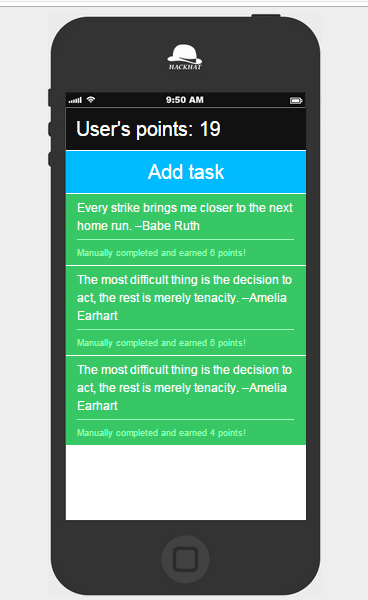 HACKHAT
9:50 AM
User's points: 19
Add task
Every strike brings me closer to the next
home run. –Babe Ruth
Manually completed and earned 6 points!
The most difficult thing is the decision to
act, the rest is merely tenacity. –Amelia
Earhart
Manually completed and earned 6 points!
The most difficult thing is the decision to
act, the rest is merely tenacity. –Amelia
Earhart
Manually completed and earned 4 points!